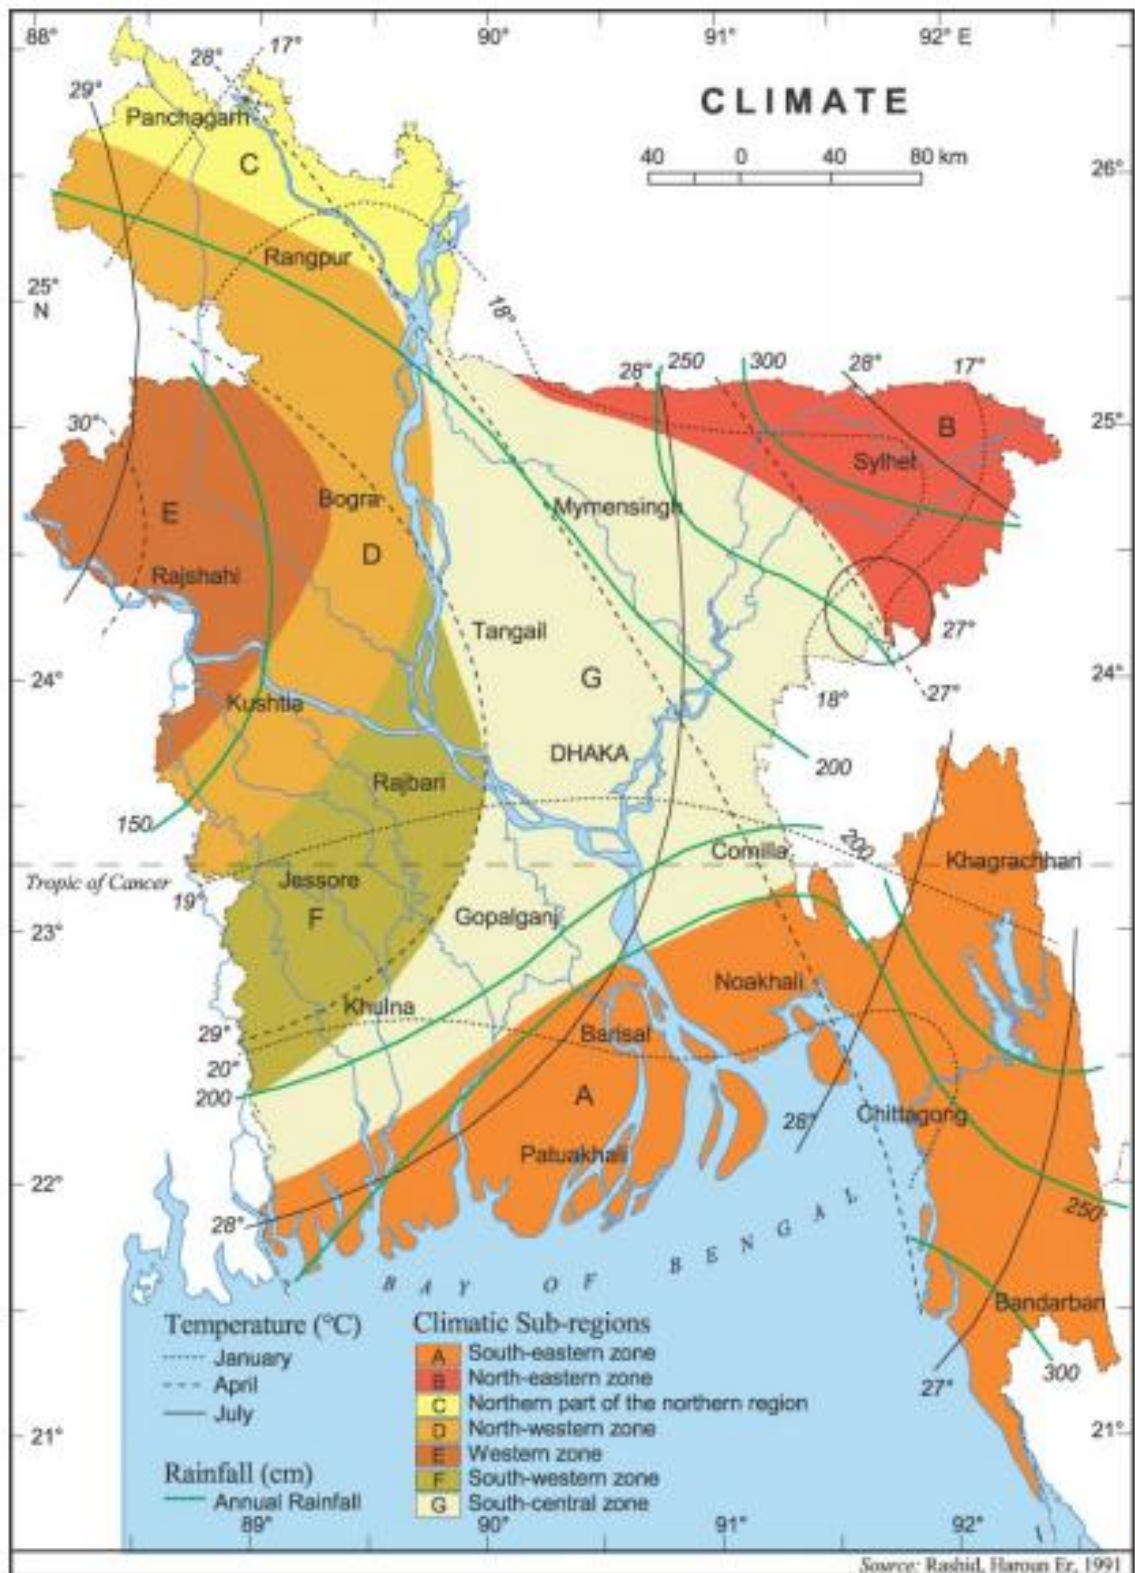 88°
90°
91°
92° E
17°
28°
29°
CLIMATE
Panchagarh
C
40 0 40 80 km
26°
Rangpur
25°
N
18°
28°
250
300
28°
17°
B
25°
Sylhet
30°
Bogra
Mymensingh
E
D
Rajshahi
Tangail
27°
24°
G
24°
18°
27°
Kushtia
DHAKA
200
Rajbari
150
Comilla
200
Khagrachhari
Tropic of Cancer
Jessore
19°
F
Gopalganj
23°
23°
Noakhali
Khulna
29°
Barisal
20°
200
A
28°
Chittagong
Patuakhali
22°
22°
28°
250
BAY OF BENGAL
Bandarban
Temperature (°C)
January
April
July
Rainfall (cm)
Annual Rainfall
Climatic Sub-regions
A South-eastern zone
B North-eastern zone
C Northern part of the northern region
D North-western zone
E Western zone
F South-western zone
G South-central zone
27°
300
21°
21°
89°
90°
91°
92°
Source: Rashid, Haroun Er, 1991